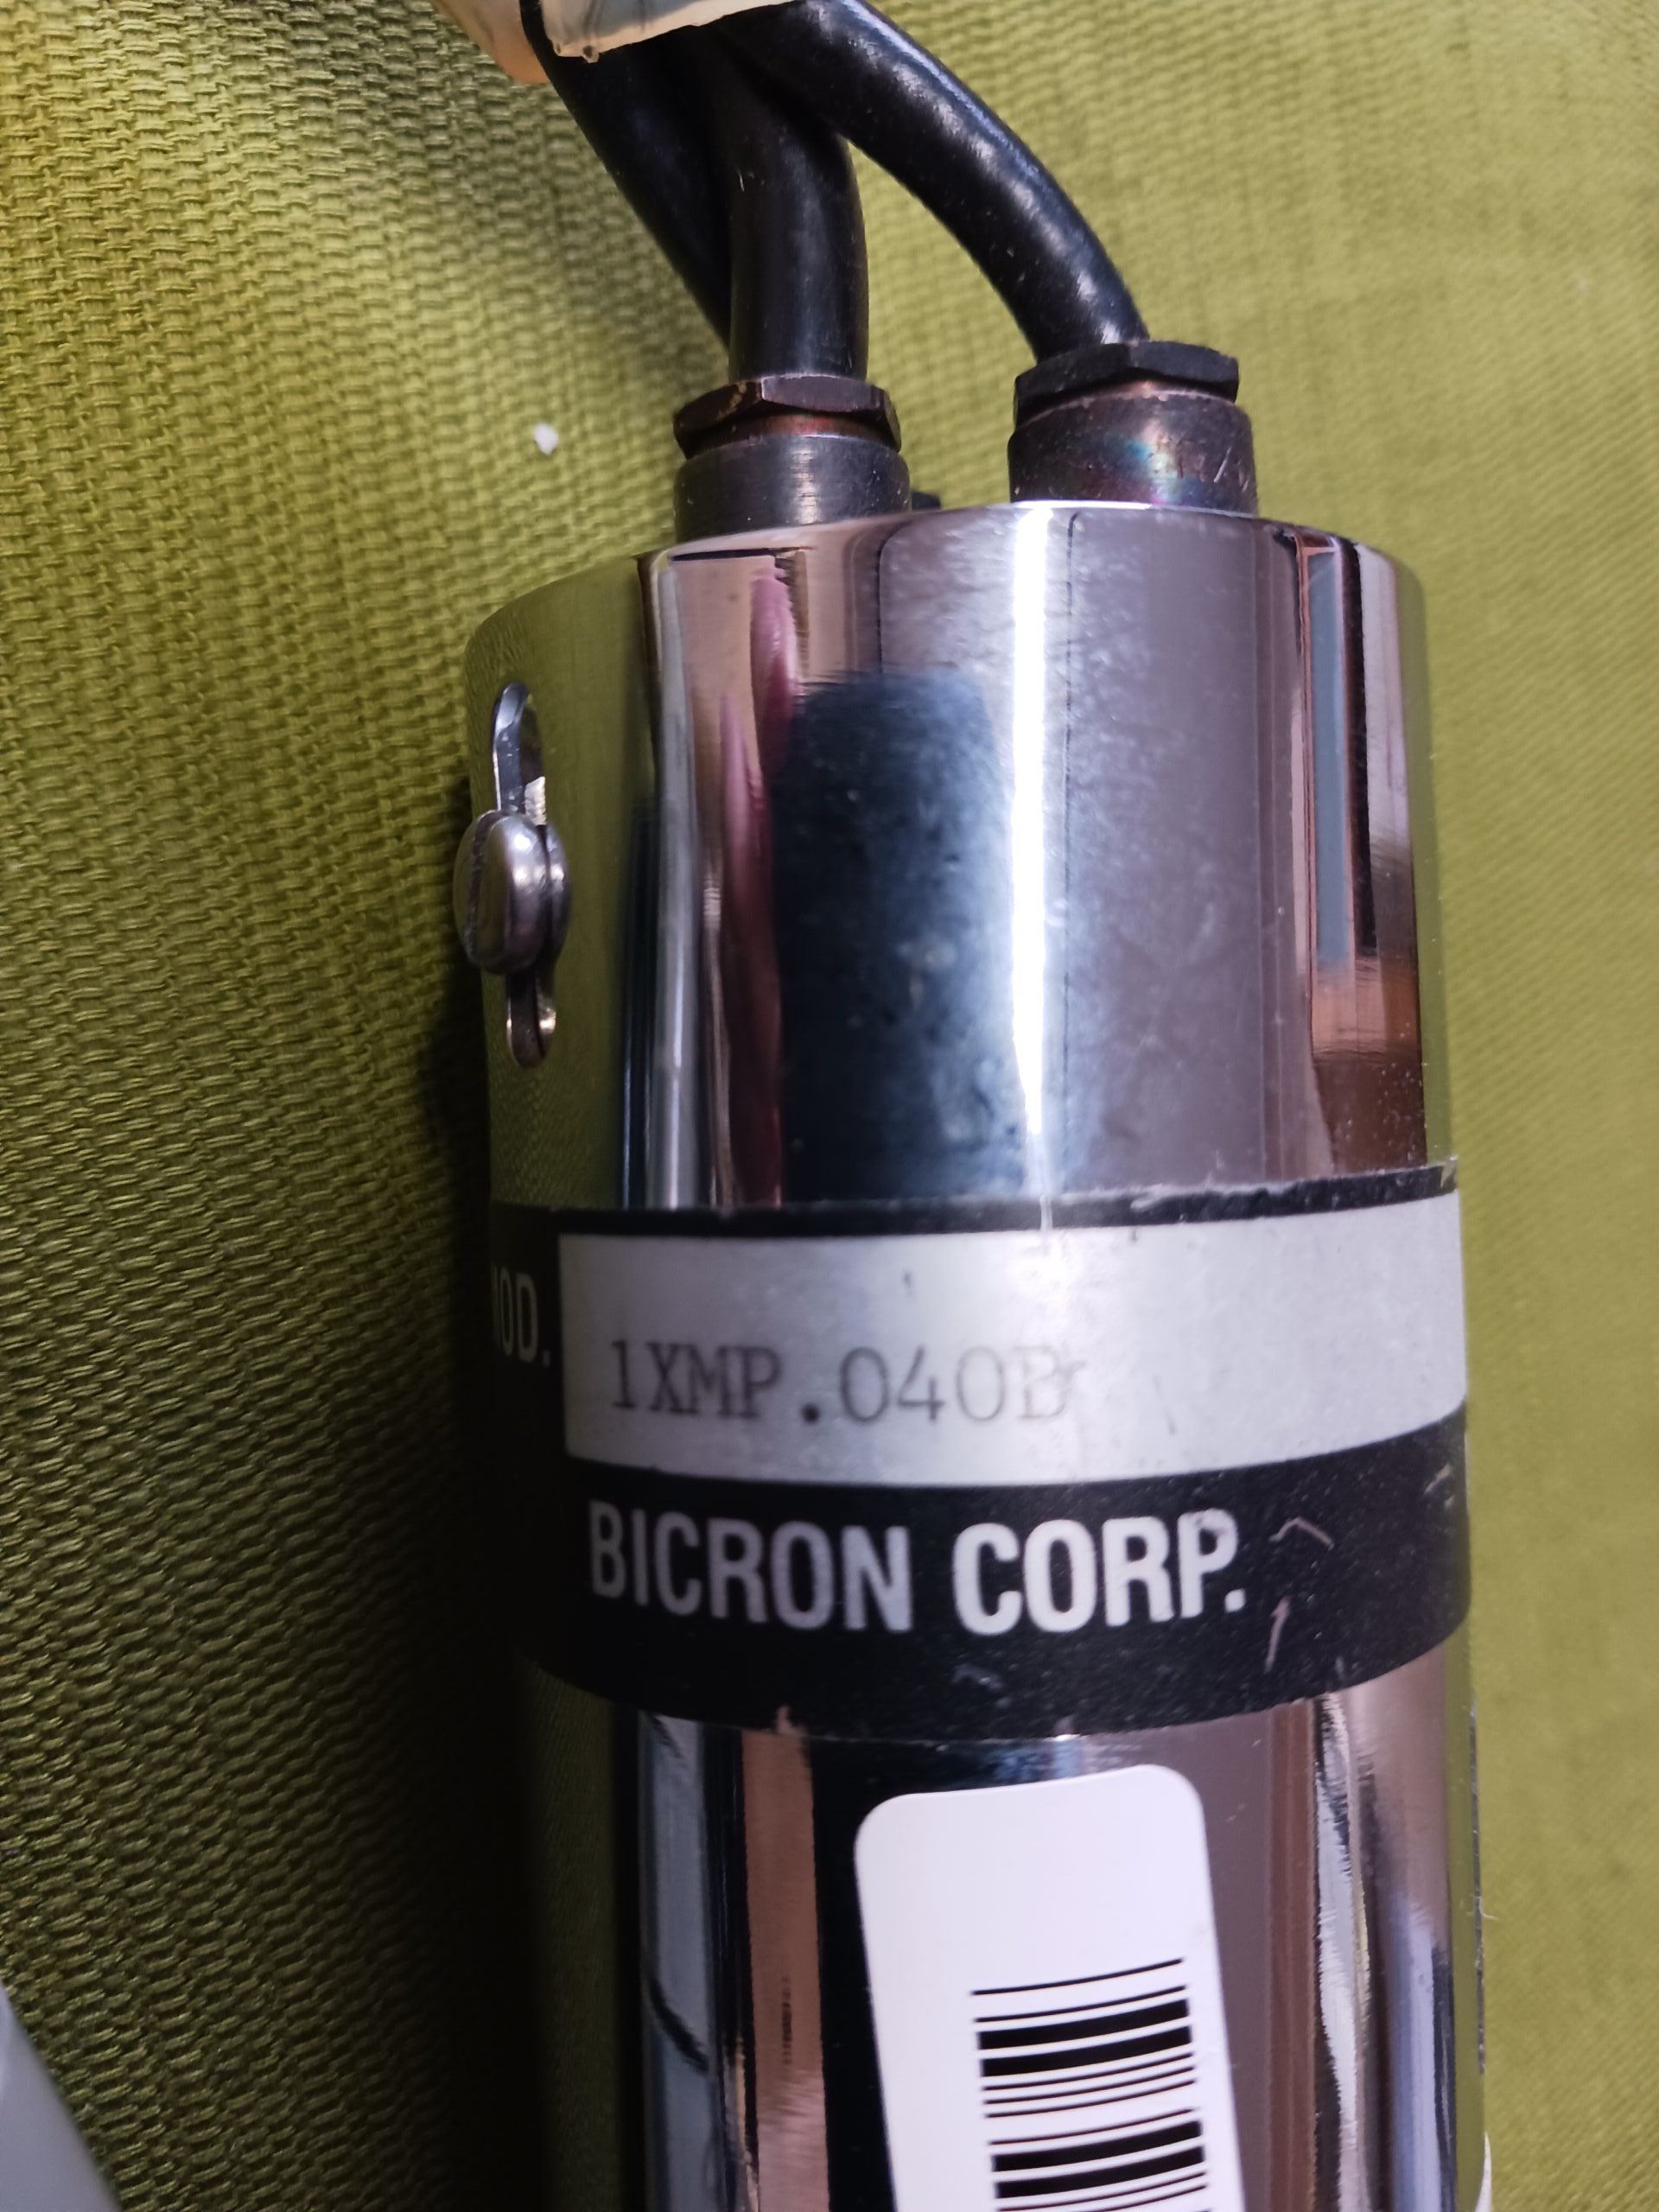 MOD.
1XMP.040B
BICRON CORP.